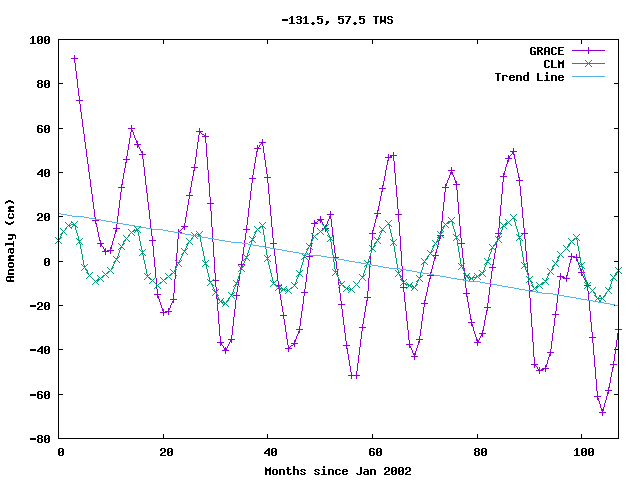 -131.5, 57.5 TWS
GRACE
CLM
Trend Line
100
80
60
40
20
0
-20
-40
-60
-80
Anomaly (cm)
0 20 40 60 80 100
Months since Jan 2002